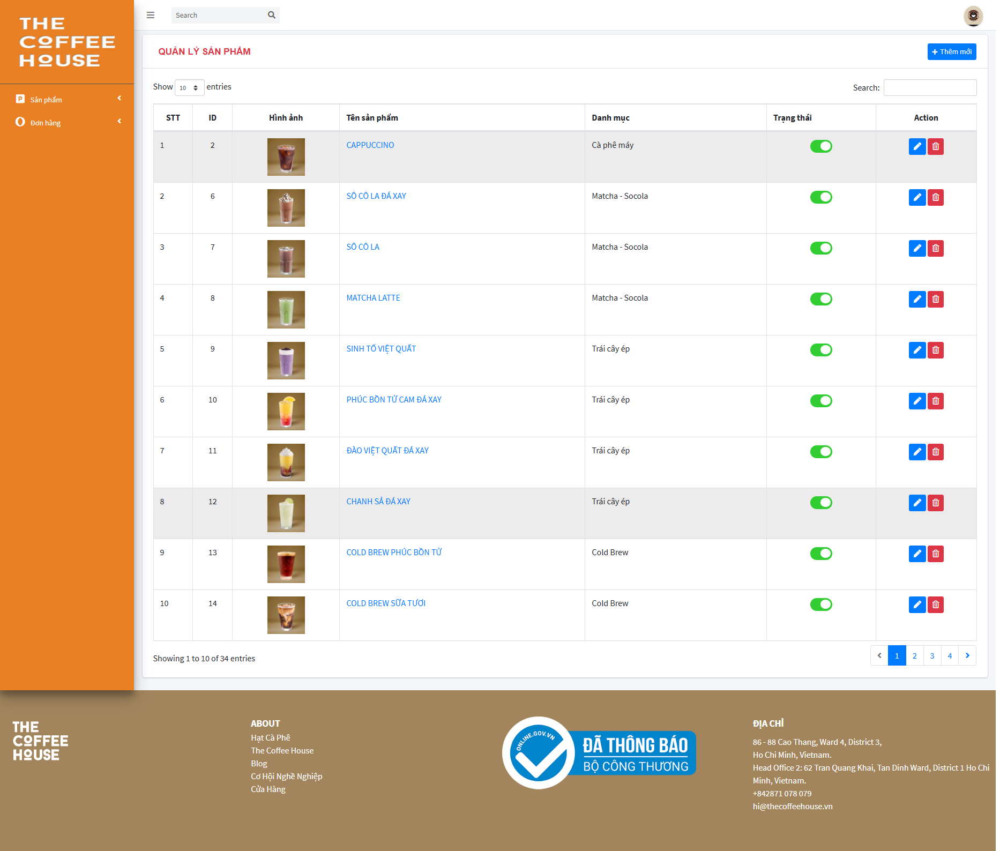 THE
COFFEE
HOUSE
Search
Sản phẩm
Đơn hàng
QUẢN LÝ SẢN PHẨM
Thêm mới
Show 10 entries
Search:
STT ID Hình ảnh Tên sản phẩm Danh mục Trạng thái Action
1 2 CAPPUCCINO Cà phê máy
2 6 SÔ CÔ LA ĐÁ XAY Matcha - Socola
3 7 SÔ CÔ LA Matcha - Socola
4 8 MATCHA LATTE Matcha - Socola
5 9 SINH TỐ VIỆT QUẤT Trái cây ép
6 10 PHÚC BỒN TỬ CAM ĐÁ XAY Trái cây ép
7 11 ĐÀO VIỆT QUẤT ĐÁ XAY Trái cây ép
8 12 CHANH SẢ ĐÁ XAY Trái cây ép
9 13 COLD BREW PHÚC BỒN TỬ Cold Brew
10 14 COLD BREW SỮA TƯƠI Cold Brew
Showing 1 to 10 of 34 entries
1 2 3 4
THE
COFFEE
HOUSE
ABOUT
Hạt Cà Phê
The Coffee House
Blog
Cơ Hội Nghề Nghiệp
Cửa Hàng
ONLINE.GOV.VN
ĐÃ THÔNG BÁO
BỘ CÔNG THƯƠNG
ĐỊA CHỈ
86 - 88 Cao Thang, Ward 4, District 3,
Ho Chi Minh, Vietnam.
Head Office 2: 62 Tran Quang Khai, Tan Dinh Ward, District 1 Ho Chi
Minh, Vietnam.
+842871 078 079
hi@thecoffeehouse.vn